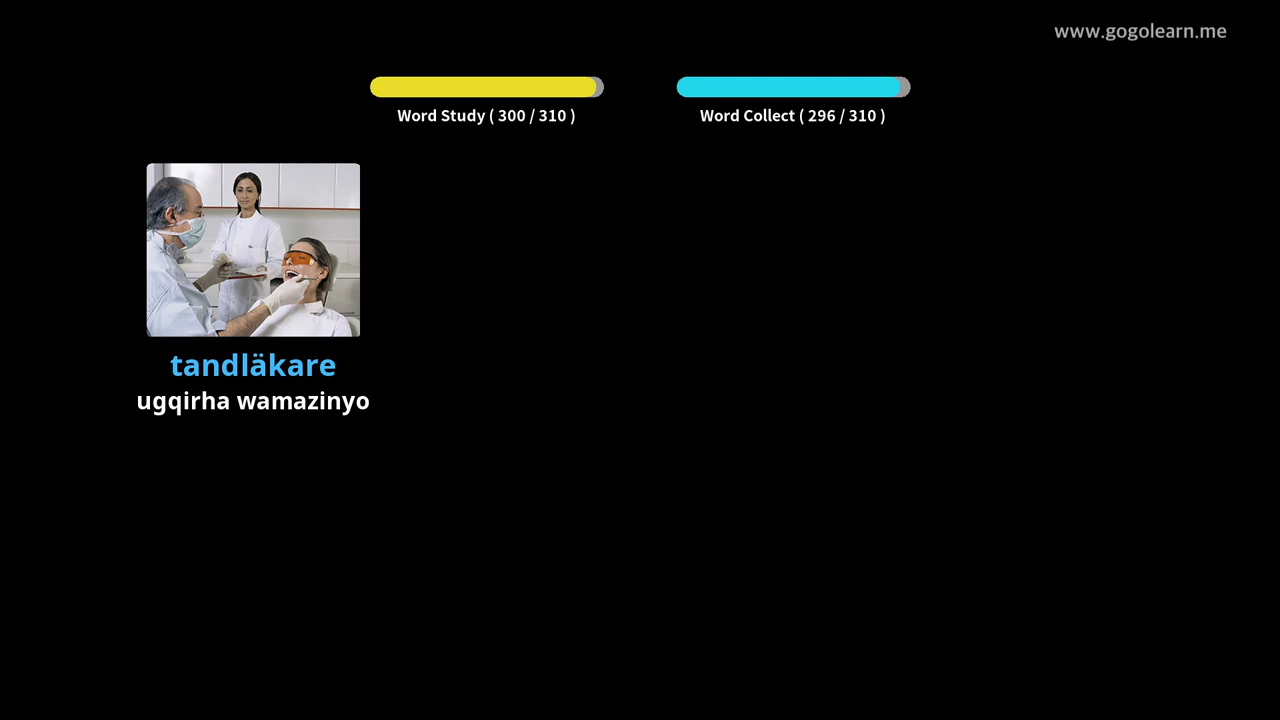 www.gogolearn.me
Word Study ( 300 / 310 )
Word Collect ( 296 / 310 )
tandläkare
ugqirha wamazinyo